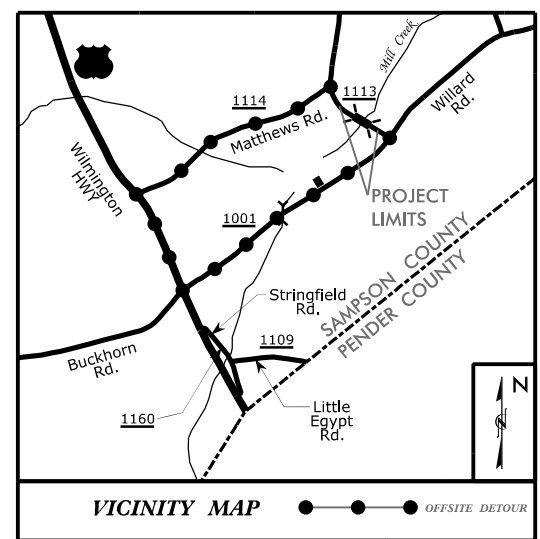 Mill Creek
1114
1113
Matthews Rd.
Willard
Rd.
Wilmington
HWY
PROJECT
LIMITS
1001
SAMPSON COUNTY
PENDER COUNTY
Stringfield
Rd.
1109
Buckhorn
Rd.
1160
Little
Egypt
Rd.
N
VICINITY MAP
OFFSITE DETOUR